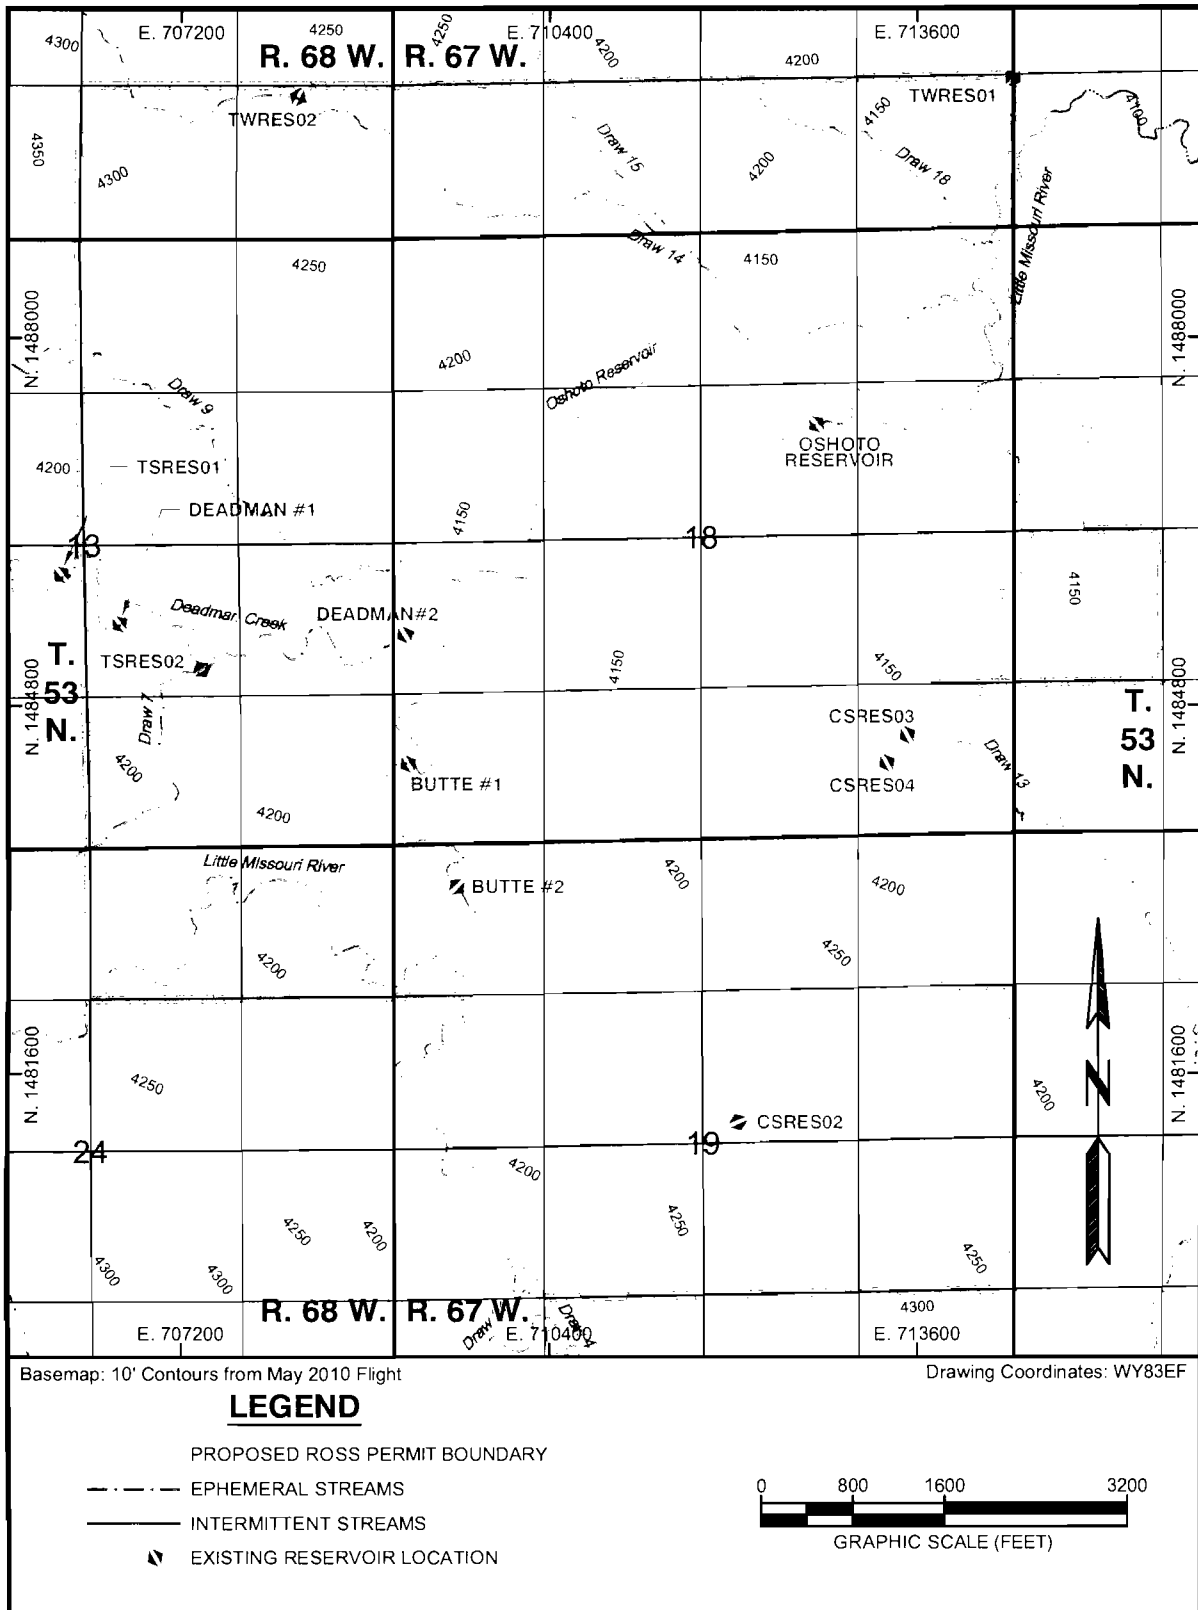 E. 707200
4250
4250
E. 710400
4200
E. 713600
4300
R. 68 W.
R. 67 W.
4200
TWRES02
TWRES01
4150
4100
4350
4300
Draw 15
4200
Draw 18
Little Missouri River
Draw 14
4250
4150
N. 1488000
N. 1488000
4200
Oshoto Reservoir
Draw 9
OSHOTO
RESERVOIR
4200
TSRES01
DEADMAN #1
4150
13
18
4150
Deadman Creek
DEADMAN #2
TSRES02
4150
4150
T.
53
N.
N. 1484800
Draw 7
T.
53
N.
N. 1484800
CSRES03
CSRES04
Draw 13
4200
BUTTE #1
4200
Little Missouri River
BUTTE #2
4200
4200
4200
4250
N. 1481600
N. 1481600
4250
4200
24
19
CSRES02
4200
4250
4200
4250
4300
4300
4250
R. 68 W.
R. 67 W.
4300
E. 707200
Draw
E. 710400
Draw 4
E. 713600
Basemap: 10' Contours from May 2010 Flight
Drawing Coordinates: WY83EF
LEGEND
PROPOSED ROSS PERMIT BOUNDARY
EPHEMERAL STREAMS
INTERMITTENT STREAMS
EXISTING RESERVOIR LOCATION
0
800
1600
3200
GRAPHIC SCALE (FEET)
N